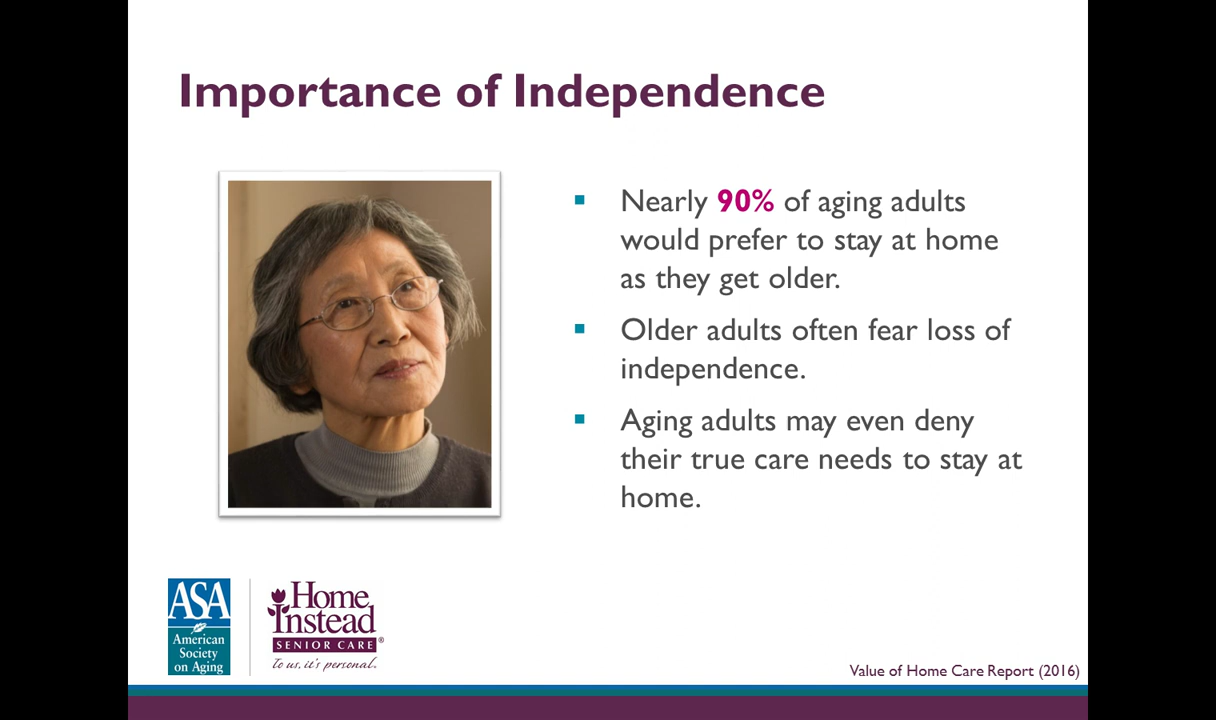 Importance of Independence
Nearly 90% of aging adults
would prefer to stay at home
as they get older.
Older adults often fear loss of
independence.
Aging adults may even deny
their true care needs to stay at
home.
ASA
American
Society
on Aging
Home
Instead
SENIOR CARE®
To us, it's personal.
Value of Home Care Report (2016)